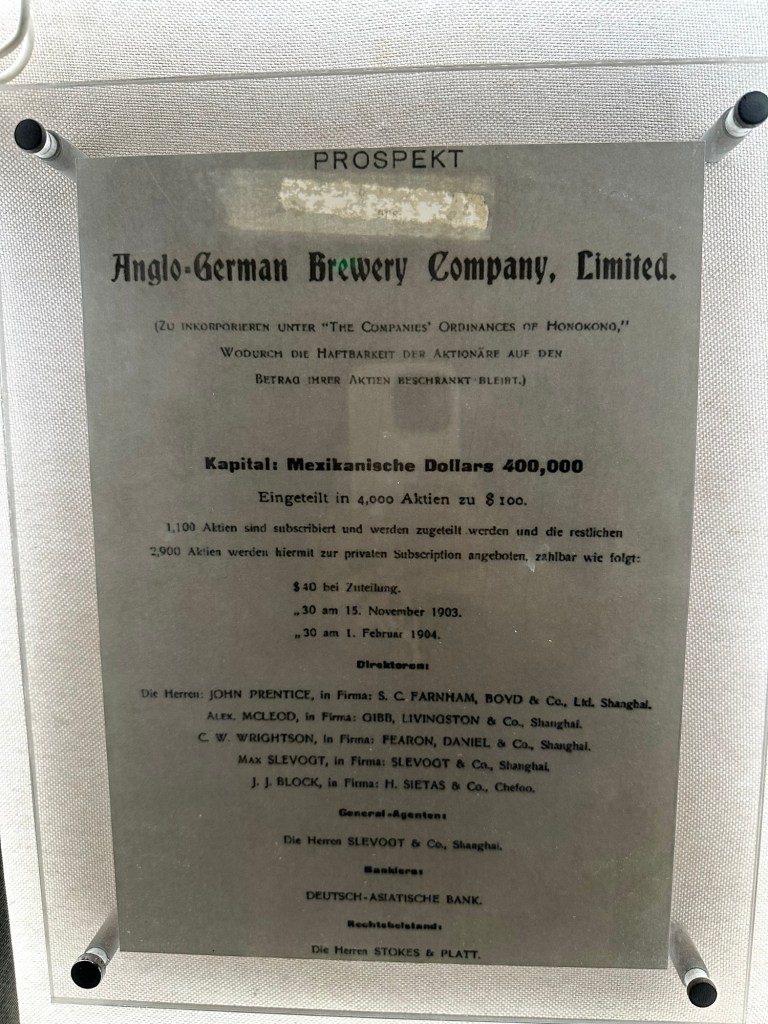 PROSPEKT
Anglo-German Brewery Company, Limited.
(Zu inkorporieren unter "The Companies' Ordinances of Hongkong,"
Wodurch die Haftbarkeit der Aktionäre auf den
Betrag ihrer Aktien beschränkt bleibt.)
Kapital: Mexikanische Dollars 400,000
Eingeteilt in 4,000 Aktien zu $ 100.
1,100 Aktien sind subscribiert und werden zugeteilt werden und die restlichen
2,900 Aktien werden hiermit zur privaten Subscription angeboten, zahlbar wie folgt:
$ 40 bei Zuteilung.
„ 30 am 15. November 1903.
„ 30 am 1. Februar 1904.
Direktoren:
Die Herren: JOHN PRENTICE, in Firma: S. C. FARNHAM, BOYD & Co., Ltd. Shanghai.
Alex. MCLEOD, in Firma: GIBB, LIVINGSTON & Co., Shanghai.
C. W. WRIGHTSON, in Firma: FEARON, DANIEL & Co., Shanghai.
Max SLEVOGT, in Firma: SLEVOGT & Co., Shanghai.
J. J. BLOCK, in Firma: H. SIETAS & Co., Chefoo.
General-Agenten:
Die Herren SLEVOGT & Co., Shanghai.
Bankiers:
DEUTSCH-ASIATISCHE BANK.
Rechtsbeistand:
Die Herren STOKES & PLATT.